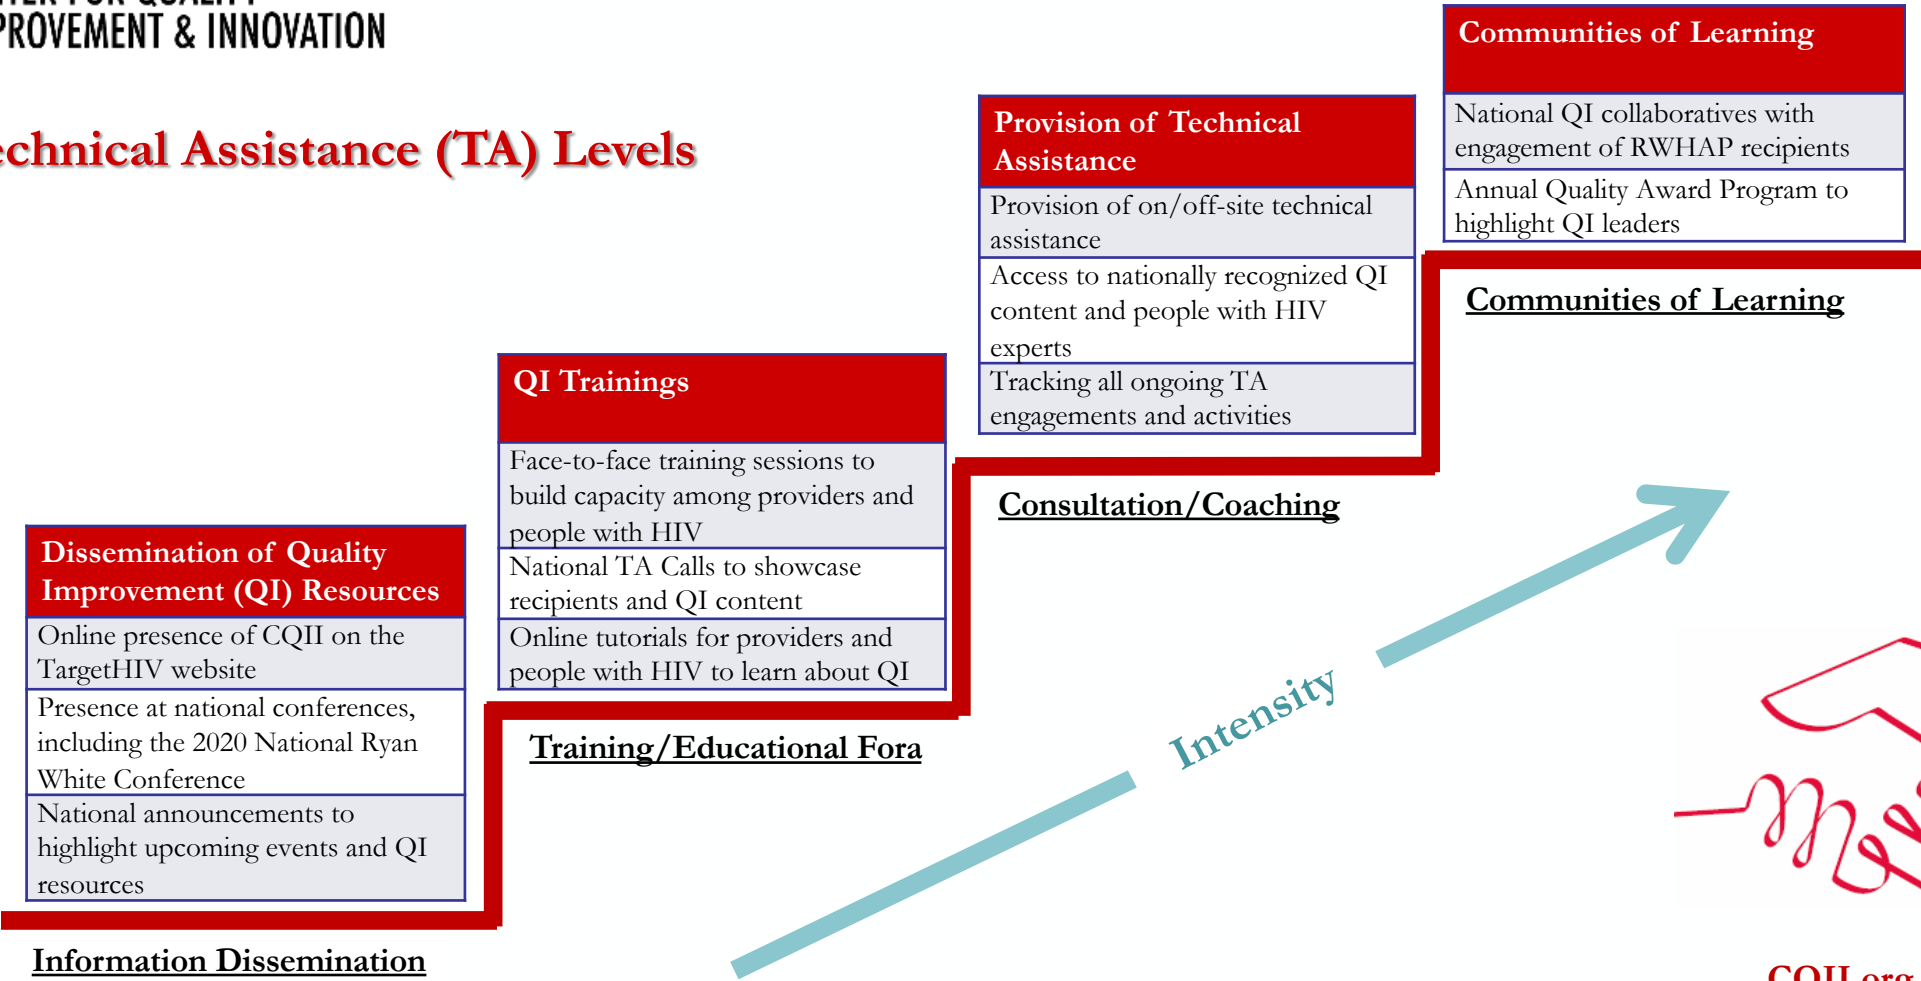 PROVEMENT & INNOVATION
echnical Assistance (TA) Levels
Dissemination of Quality
Improvement (QI) Resources
Online presence of CQII on the
TargetHIV website
Presence at national conferences,
including the 2020 National Ryan
White Conference
National announcements to
highlight upcoming events and QI
resources
Information Dissemination
QI Trainings
Face-to-face training sessions to
build capacity among providers and
people with HIV
National TA Calls to showcase
recipients and QI content
Online tutorials for providers and
people with HIV to learn about QI
Training/Educational Fora
Provision of Technical
Assistance
Provision of on/off-site technical
assistance
Access to nationally recognized QI
content and people with HIV
experts
Tracking all ongoing TA
engagements and activities
Consultation/Coaching
Communities of Learning
National QI collaboratives with
engagement of RWHAP recipients
Annual Quality Award Program to
highlight QI leaders
Communities of Learning
Intensity
CQII.org